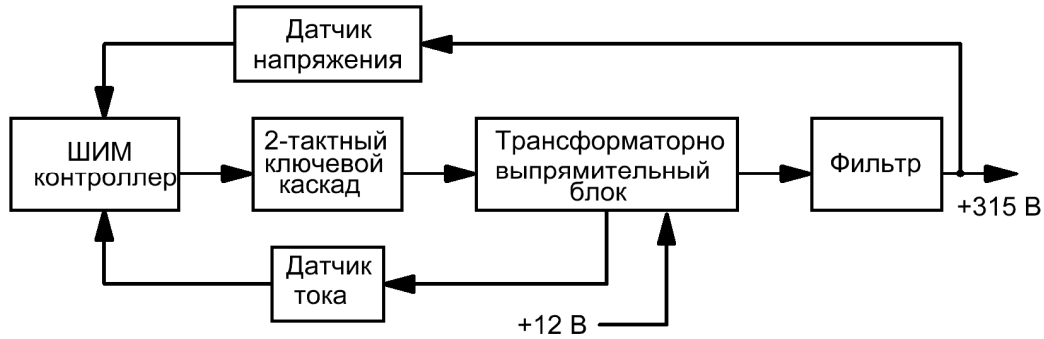 Датчик
напряжения
ШИМ
контроллер
2-тактный
ключевой
каскад
Трансформаторно
выпрямительный
блок
Фильтр
+315 В
Датчик
тока
+12 В